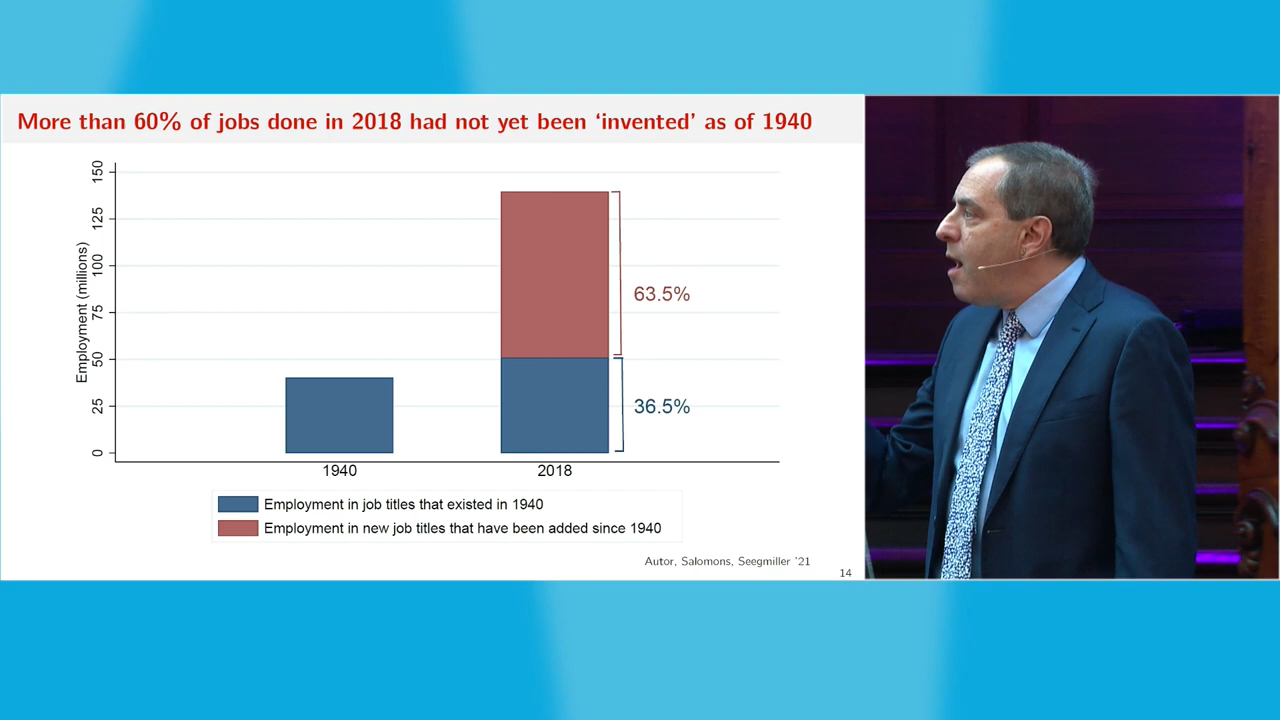 More than 60% of jobs done in 2018 had not yet been ‘invented’ as of 1940
Employment (millions)
150
125
100
75
50
25
0
63.5%
36.5%
1940
2018
Employment in job titles that existed in 1940
Employment in new job titles that have been added since 1940
Autor, Salomons, Seegmiller ’21
14